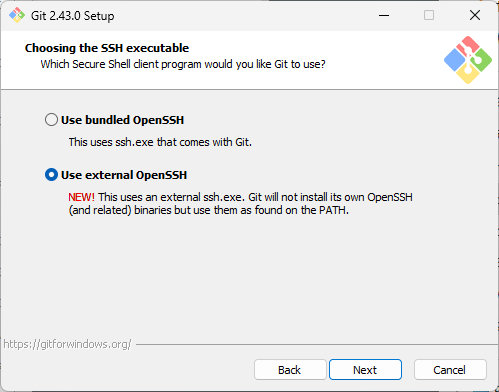 Git 2.43.0 Setup
Choosing the SSH executable
Which Secure Shell client program would you like Git to use?
Use bundled OpenSSH
This uses ssh.exe that comes with Git.
Use external OpenSSH
NEW! This uses an external ssh.exe. Git will not install its own OpenSSH
(and related) binaries but use them as found on the PATH.
https://gitforwindows.org/
Back Next Cancel